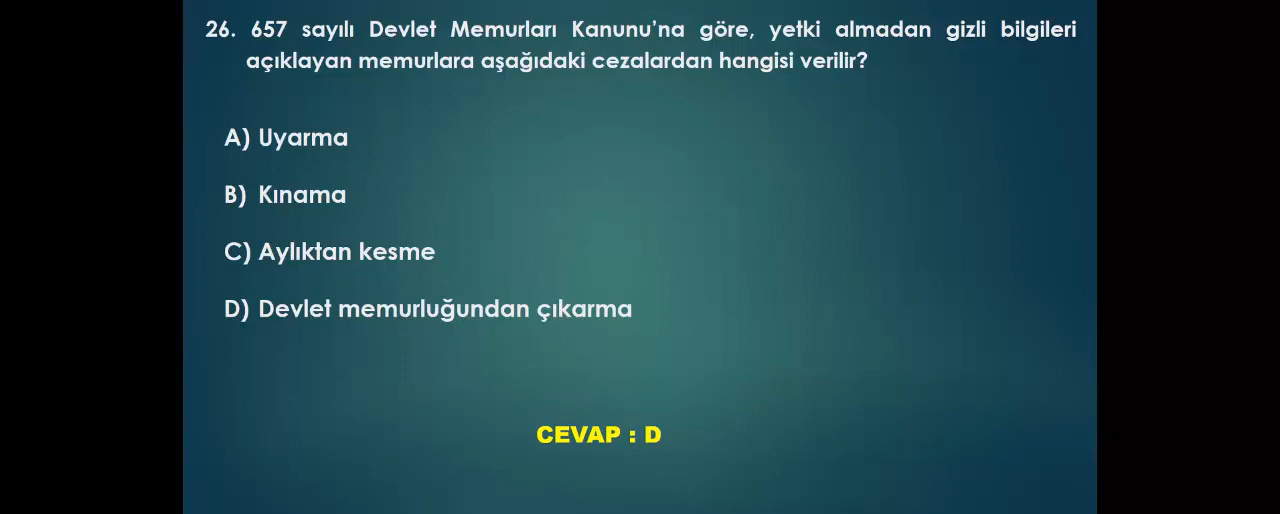 26. 657 sayılı Devlet Memurları Kanunu’na göre, yetki almadan gizli bilgileri
açıklayan memurlara aşağıdaki cezalardan hangisi verilir?
A) Uyarma
B) Kınama
C) Aylıktan kesme
D) Devlet memurluğundan çıkarma
CEVAP : D